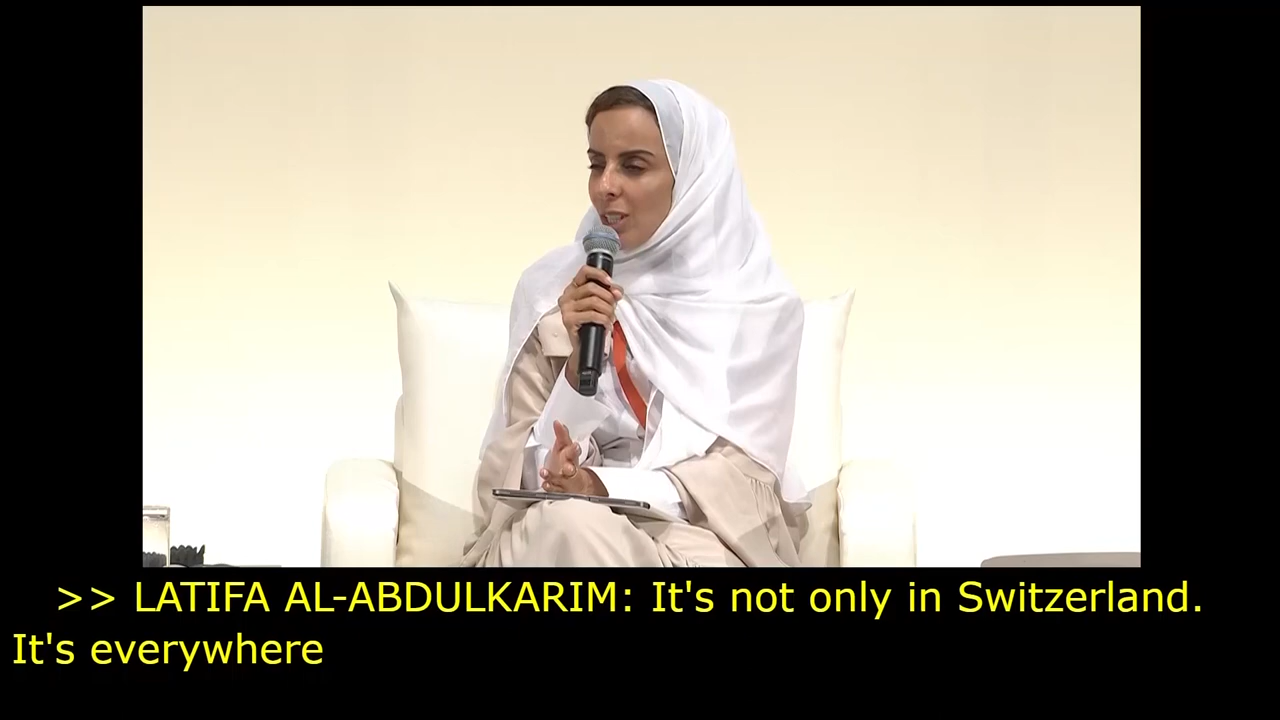 >> LATIFA AL-ABDULKARIM: It's not only in Switzerland.
It's everywhere